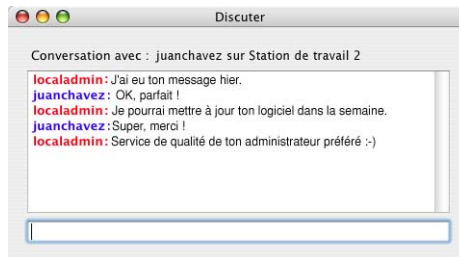 Discuter
Conversation avec : juanchavez sur Station de travail 2
localadmin: J'ai eu ton message hier.
juanchavez: OK, parfait !
localadmin: Je pourrai mettre à jour ton logiciel dans la semaine.
juanchavez:Super, merci !
localadmin: Service de qualité de ton administrateur préféré :-)